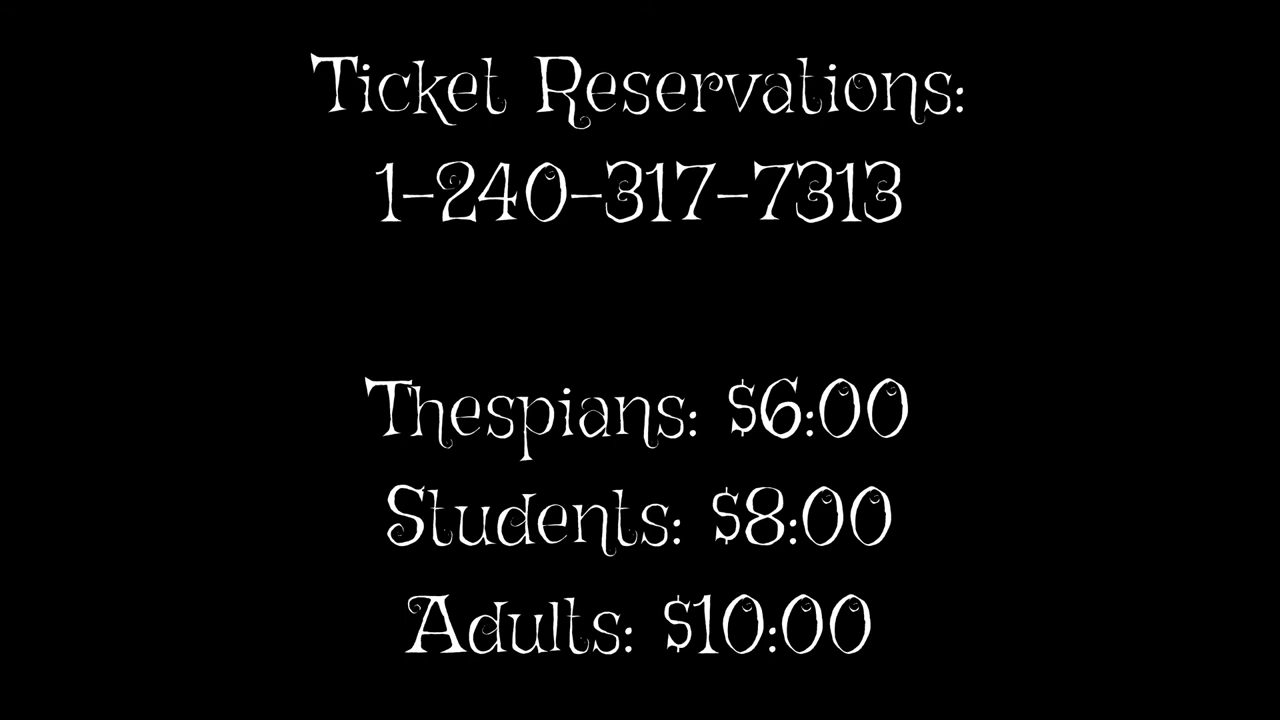 Ticket Reservations:
1-240-317-7313
Thespians: $6:00
Students: $8:00
Adults: $10:00